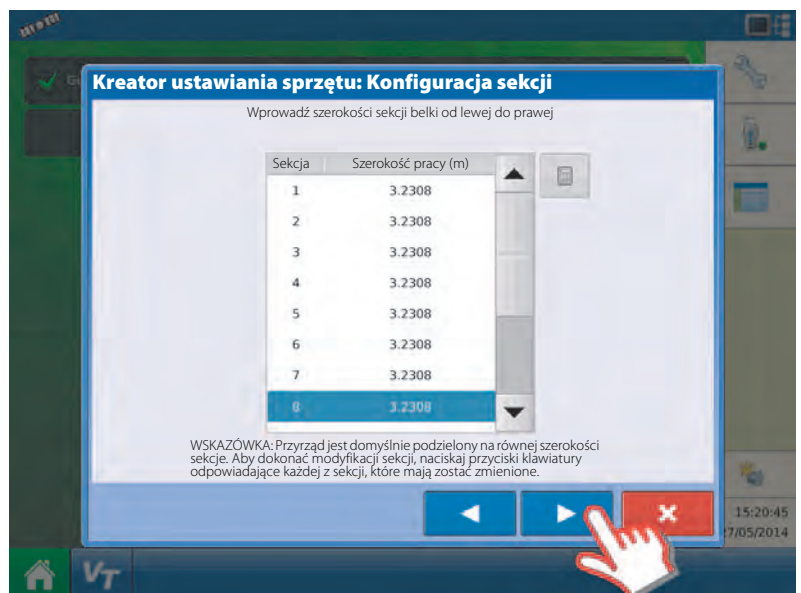 Kreator ustawiania sprzętu: Konfiguracja sekcji
Wprowadź szerokości sekcji belki od lewej do prawej
Sekcja Szerokość pracy (m)
1 3.2308
2 3.2308
3 3.2308
4 3.2308
5 3.2308
6 3.2308
7 3.2308
8 3.2308
WSKAZÓWKA: Przyrząd jest domyślnie podzielony na równej szerokości
sekcje. Aby dokonać modyfikacji sekcji, naciskaj przyciski klawiatury
odpowiadające każdej z sekcji, które mają zostać zmienione.
15:20:45
7/05/2014
VT